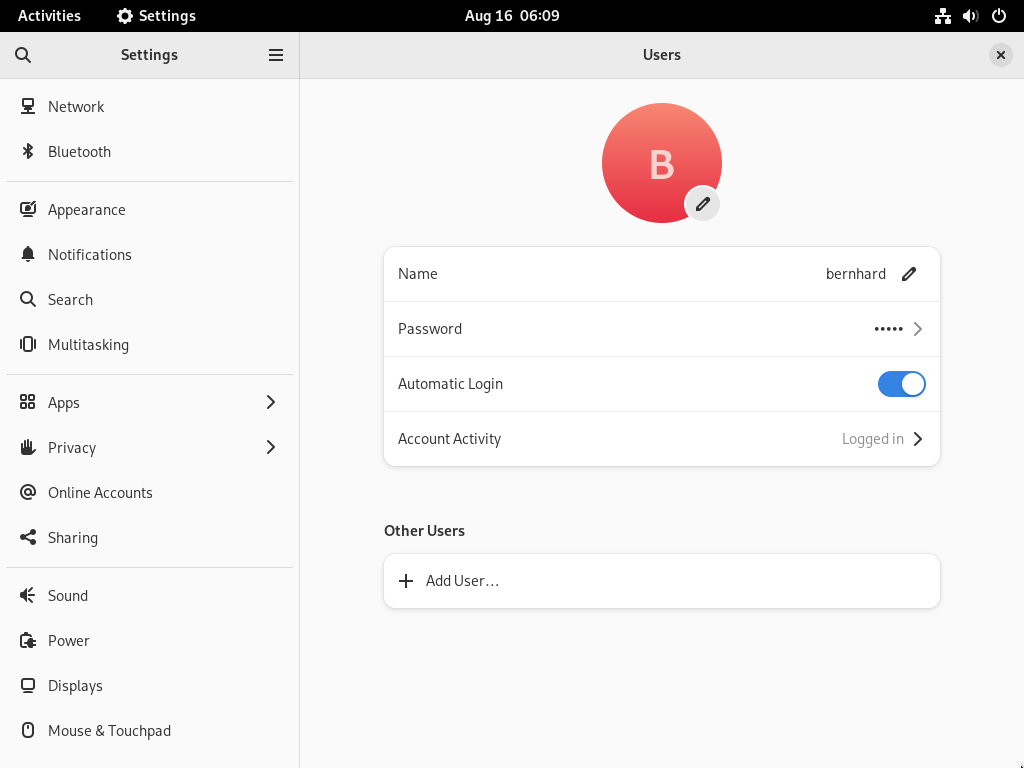 Activities Settings Aug 16 06:09
Settings
Users
Network
Bluetooth
Appearance
Notifications
Search
Multitasking
Apps
Privacy
Online Accounts
Sharing
Sound
Power
Displays
Mouse & Touchpad
B
Name bernhard
Password •••••
Automatic Login
Account Activity Logged in
Other Users
Add User…